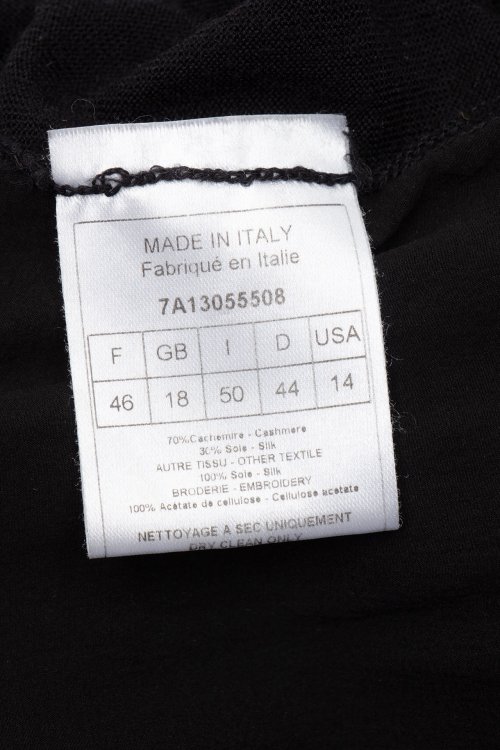 MADE IN ITALY
Fabriqué en Italie
7A13055508
F GB I D USA
46 18 50 44 14
70%Cachemire - Cashmere
30% Soie - Silk
AUTRE TISSU - OTHER TEXTILE
100% Soie - Silk
BRODERIE - EMBROIDERY
100% Acétate de cellulose - Cellulose acetate
NETTOYAGE A SEC UNIQUEMENT
DRY CLEAN ONLY